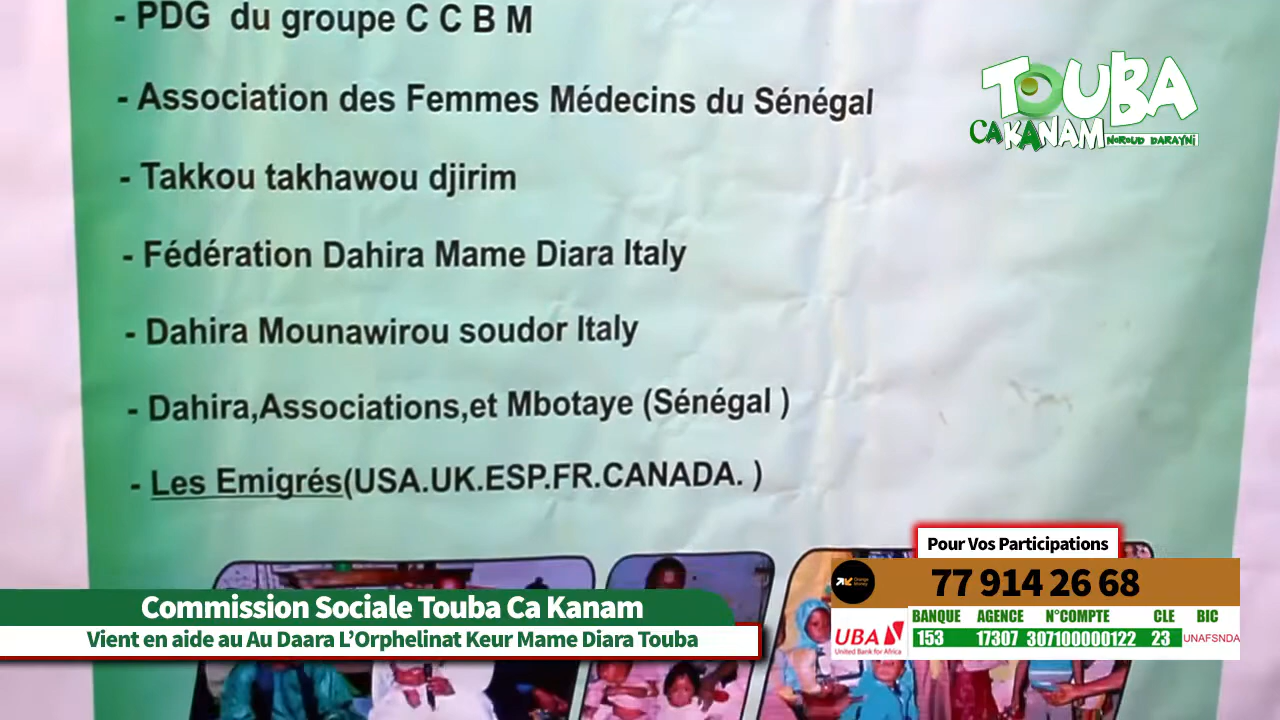 - PDG du groupe C C B M
- Association des Femmes Médecins du Sénégal
- Takkou takhawou djirim
- Fédération Dahira Mame Diara Italy
- Dahira Mounawirou soudor Italy
- Dahira,Associations,et Mbotaye (Sénégal )
- Les Emigrés(USA.UK.ESP.FR.CANADA. )
TOUBA
CA KANAM NOROUD DARAYNI
Pour Vos Participations
Orange Money
77 914 26 68
BANQUE AGENCE N°COMPTE CLE BIC
153 17307 307100000122 23 UNAFSNDA
UBA
United Bank for Africa
Commission Sociale Touba Ca Kanam
Vient en aide au Au Daara L'Orphelinat Keur Mame Diara Touba